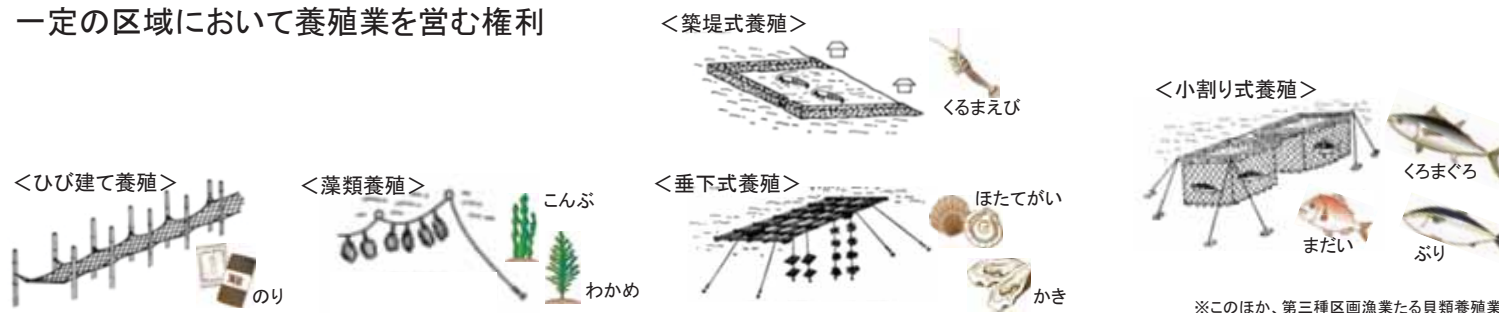 一定の区域において養殖業を営む権利
<築堤式養殖>
くるまえび
<小割り式養殖>
くろまぐろ
まだい
ぶり
<ひび建て養殖>
のり
<藻類養殖>
こんぶ
わかめ
<垂下式養殖>
ほたてがい
かき
※このほか、第三種区画漁業たる貝類養殖業